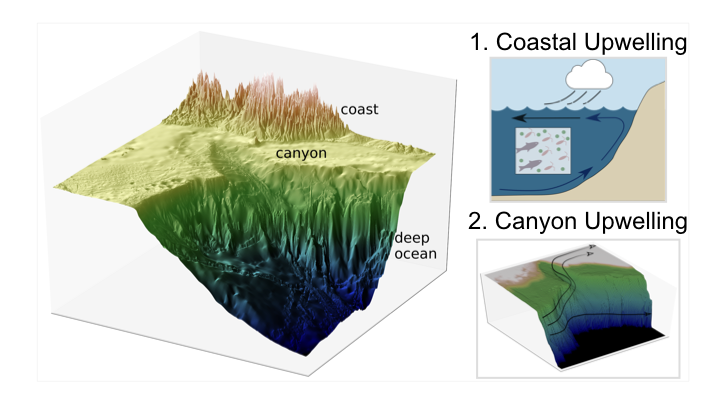 1. Coastal Upwelling
coast
canyon
2. Canyon Upwelling
deep
ocean